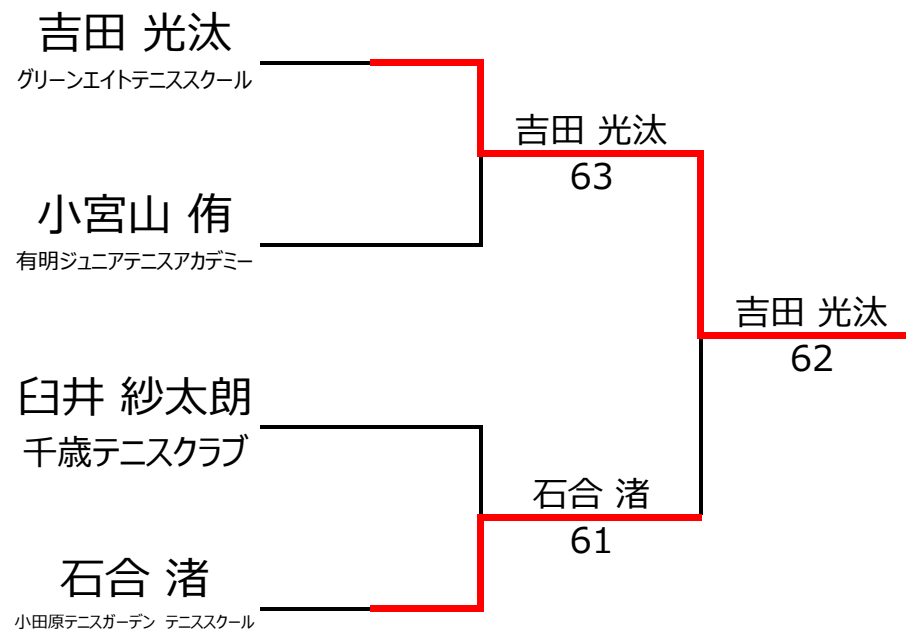 吉田 光汰
グリーンエイトテニススクール
吉田 光汰
63
小宮山 侑
有明ジュニアテニスアカデミー
吉田 光汰
62
臼井 紗太朗
千歳テニスクラブ
石合 渚
61
石合 渚
小田原テニスガーデン テニススクール